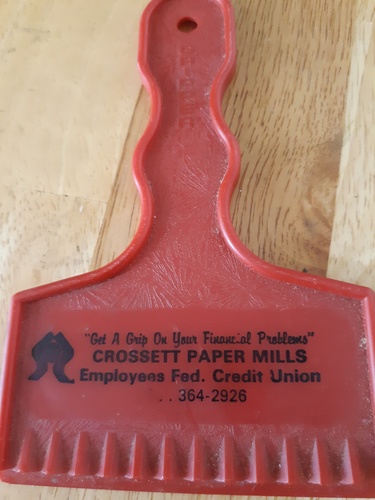 "Get A Grip On Your Financial Problems"
CROSSETT PAPER MILLS
Employees Fed. Credit Union
. . 364-2926